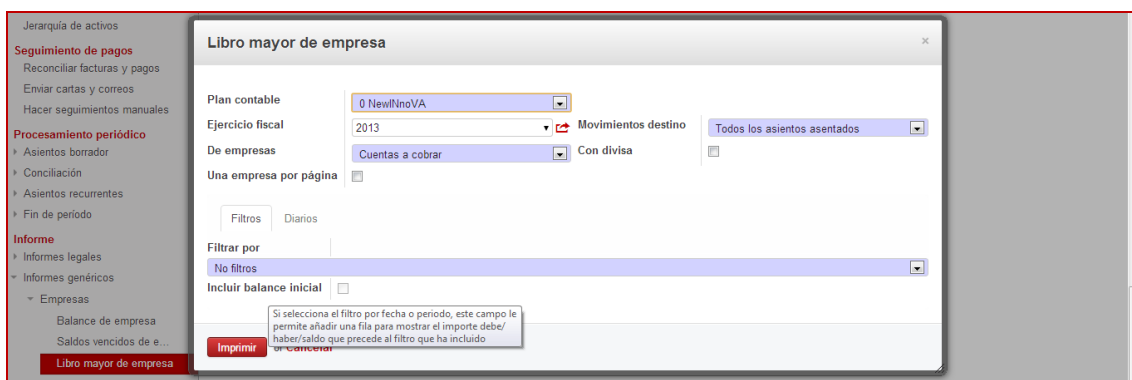 Jerarquía de activos
Seguimiento de pagos
Reconciliar facturas y pagos
Enviar cartas y correos
Hacer seguimientos manuales
Procesamiento periódico
Asientos borrador
Conciliación
Asientos recurrentes
Fin de período
Informe
Informes legales
Informes genéricos
Empresas
Balance de empresa
Saldos vencidos de e...
Libro mayor de empresa
Libro mayor de empresa
×
Plan contable
0 NewINnoVA
Ejercicio fiscal
2013
Movimientos destino
Todos los asientos asentados
De empresas
Cuentas a cobrar
Con divisa
Una empresa por página
Filtros
Diarios
Filtrar por
No filtros
Incluir balance inicial
Si selecciona el filtro por fecha o periodo, este campo le
permite añadir una fila para mostrar el importe debe/
haber/saldo que precede al filtro que ha incluido
Imprimir
or Cancelar